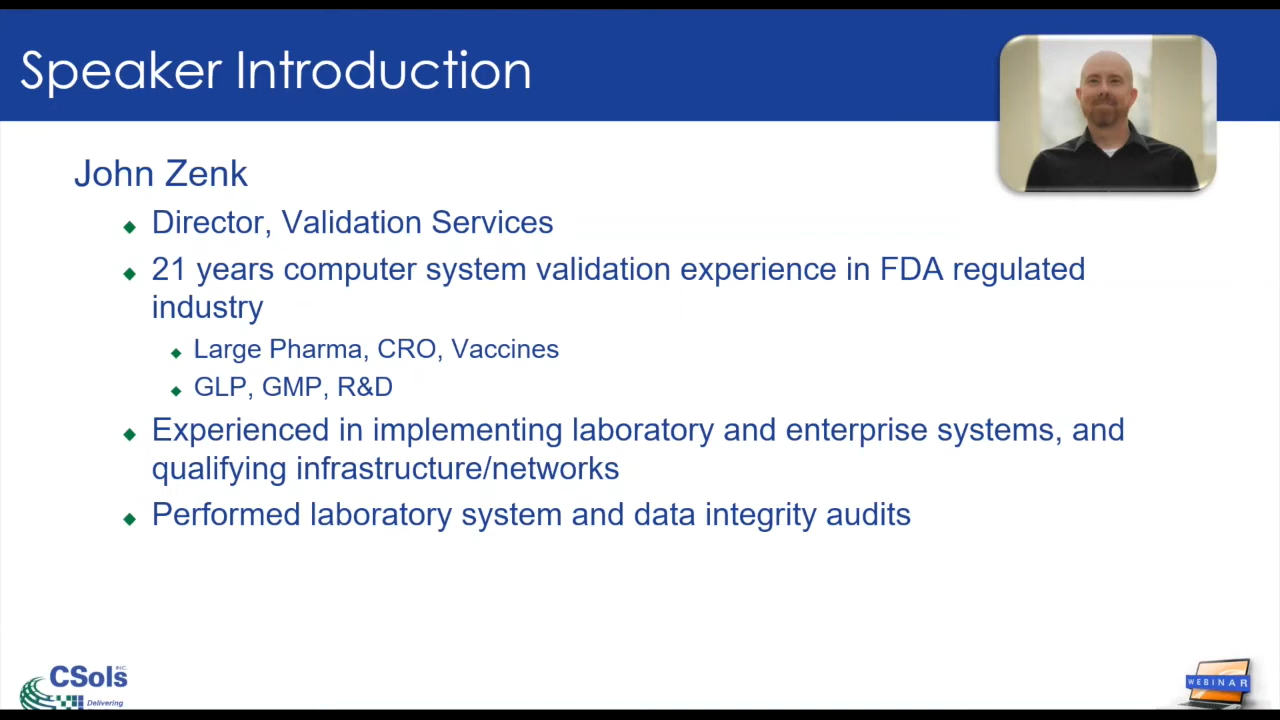 Speaker Introduction
John Zenk
Director, Validation Services
21 years computer system validation experience in FDA regulated
industry
Large Pharma, CRO, Vaccines
GLP, GMP, R&D
Experienced in implementing laboratory and enterprise systems, and
qualifying infrastructure/networks
Performed laboratory system and data integrity audits
CSols INC.
Delivering
WEBINAR